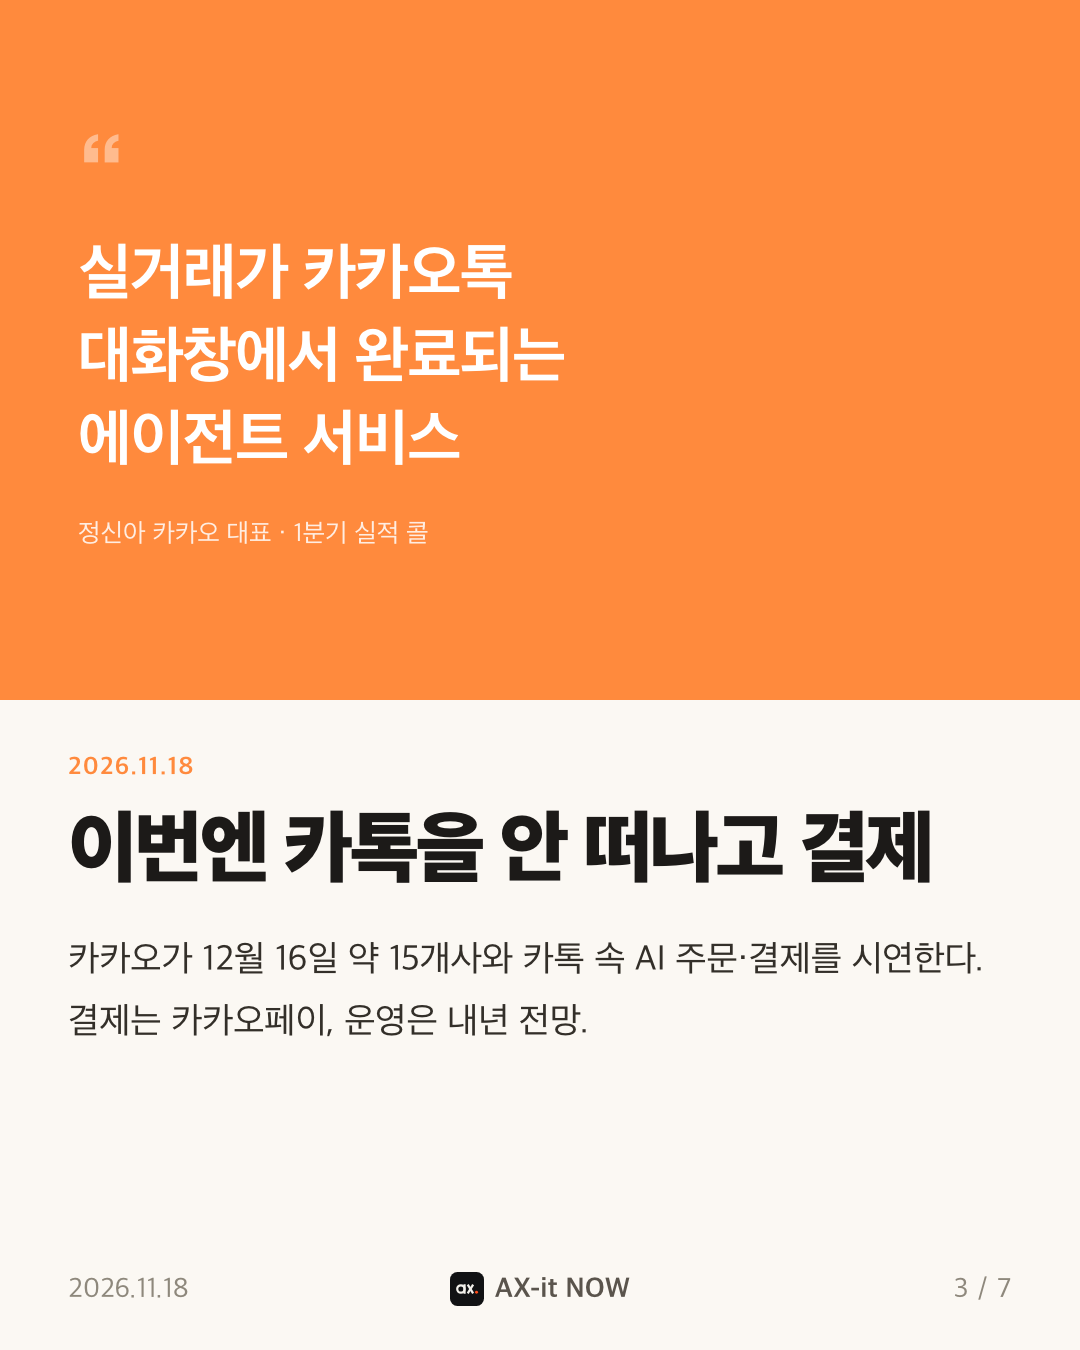 “
실거래가 카카오톡
대화창에서 완료되는
에이전트 서비스
정신아 카카오 대표 · 1분기 실적 콜
2026.11.18
이번엔 카톡을 안 떠나고 결제
카카오가 12월 16일 약 15개사와 카톡 속 AI 주문·결제를 시연한다.
결제는 카카오페이, 운영은 내년 전망.
2026.11.18
ax. AX-it NOW
3 / 7